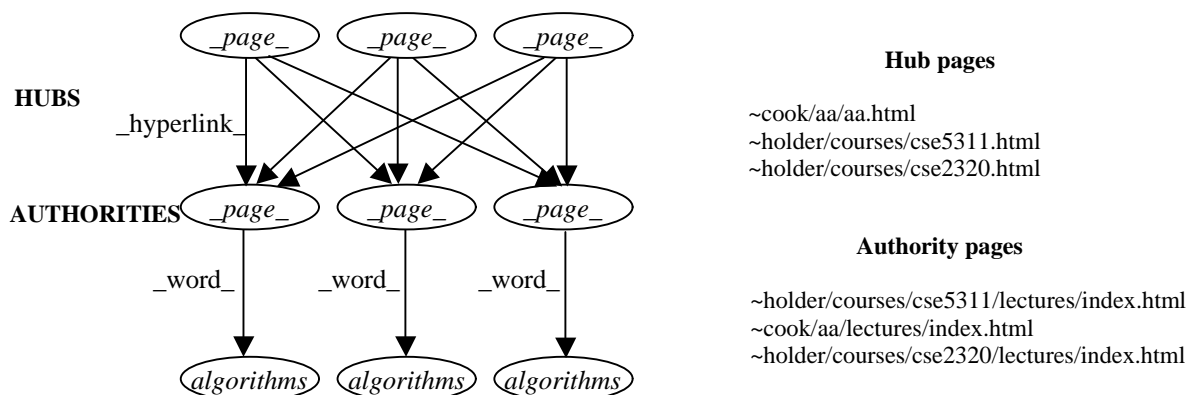 _page_ _page_ _page_
HUBS
_hyperlink_
AUTHORITIES _page_ _page_ _page_
_word_ _word_ _word_
algorithms algorithms algorithms
Hub pages
~cook/aa/aa.html
~holder/courses/cse5311.html
~holder/courses/cse2320.html
Authority pages
~holder/courses/cse5311/lectures/index.html
~cook/aa/lectures/index.html
~holder/courses/cse2320/lectures/index.html